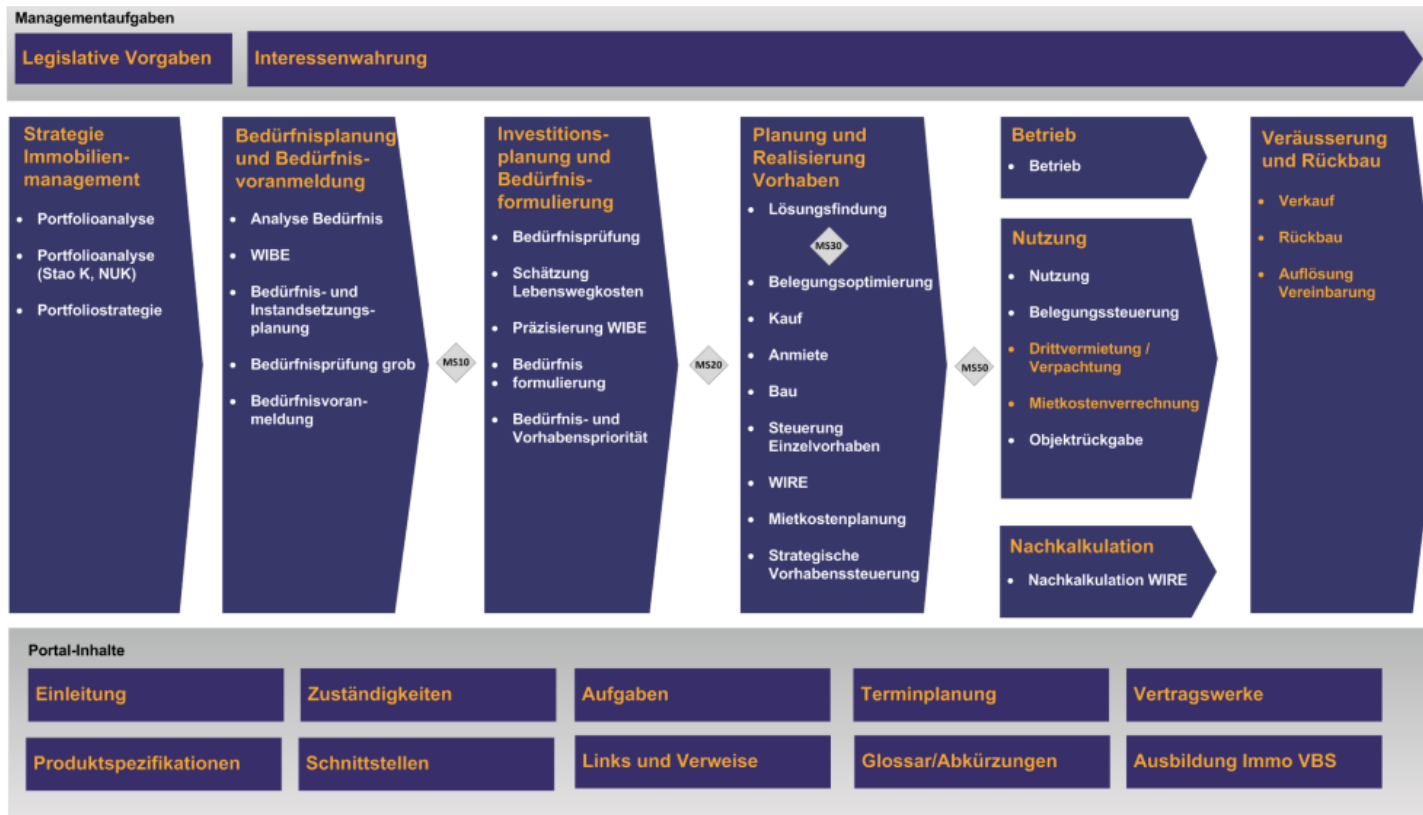 Managementaufgaben
Legislative Vorgaben
Interessenwahrung
Strategie
Immobilien-
management
• Portfolioanalyse
• Portfolioanalyse
(Stao K, NUK)
• Portfoliostrategie
Bedürfnisplanung
und Bedürfnis-
voranmeldung
• Analyse Bedürfnis
• WIBE
• Bedürfnis- und
Instandsetzungs-
planung
• Bedürfnisprüfung grob
• Bedürfnisvoran-
meldung
MS10
Investitions-
planung und
Bedürfnis-
formulierung
• Bedürfnisprüfung
• Schätzung
Lebenswegkosten
• Präzisierung WIBE
• Bedürfnis
• formulierung
• Bedürfnis- und
Vorhabenspriorität
MS20
Planung und
Realisierung
Vorhaben
• Lösungsfindung
MS30
• Belegungsoptimierung
• Kauf
• Anmiete
• Bau
• Steuerung
Einzelvorhaben
• WIRE
• Mietkostenplanung
• Strategische
Vorhabenssteuerung
MS50
Betrieb
• Betrieb
Nutzung
• Nutzung
• Belegungssteuerung
• Drittvermietung /
Verpachtung
• Mietkostenverrechnung
• Objektrückgabe
Nachkalkulation
• Nachkalkulation WIRE
Veräusserung
und Rückbau
• Verkauf
• Rückbau
• Auflösung
Vereinbarung
Portal-Inhalte
Einleitung
Zuständigkeiten
Aufgaben
Terminplanung
Vertragswerke
Produktspezifikationen
Schnittstellen
Links und Verweise
Glossar/Abkürzungen
Ausbildung Immo VBS